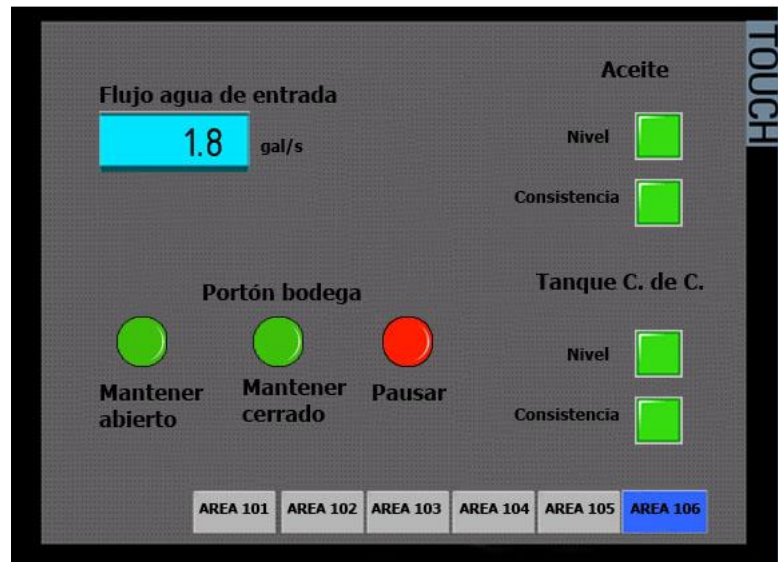 TOUCH
Aceite
Flujo agua de entrada
1.8 gal/s
Nivel
Consistencia
Tanque C. de C.
Portón bodega
Nivel
Mantener
abierto
Mantener
cerrado
Pausar
Consistencia
AREA 101 AREA 102 AREA 103 AREA 104 AREA 105 AREA 106